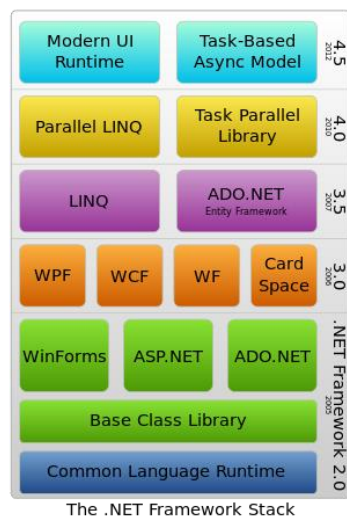 Modern UI
Runtime
Task-Based
Async Model
4.5
2012
Parallel LINQ
Task Parallel
Library
4.0
2010
LINQ
ADO.NET
Entity Framework
3.5
2007
WPF
WCF
WF
Card
Space
3.0
2006
WinForms
ASP.NET
ADO.NET
Base Class Library
Common Language Runtime
.NET Framework 2.0
2005
The .NET Framework Stack